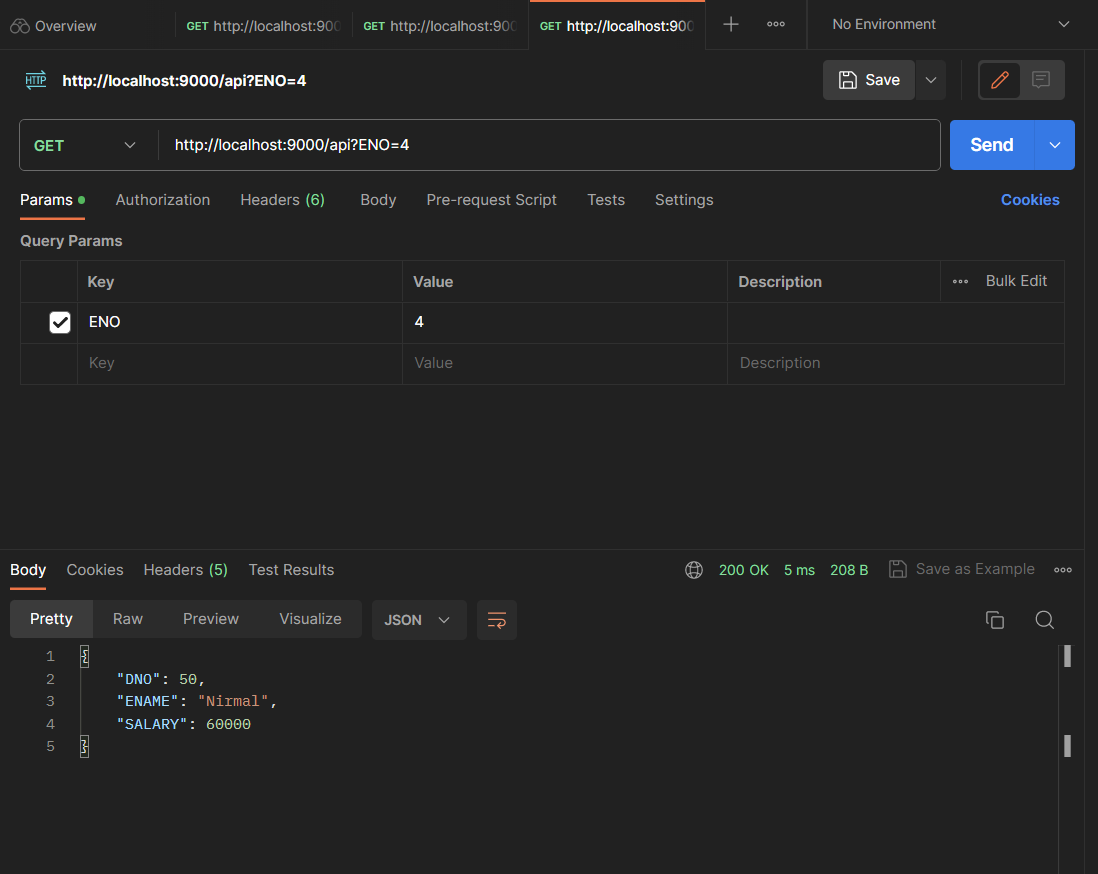 Overview
GET http://localhost:900
GET http://localhost:900
GET http://localhost:900
No Environment
HTTP
http://localhost:9000/api?ENO=4
Save
GET
http://localhost:9000/api?ENO=4
Send
Params
Authorization
Headers (6)
Body
Pre-request Script
Tests
Settings
Cookies
Query Params
Key
Value
Description
Bulk Edit
ENO
4
Key
Value
Description
Body
Cookies
Headers (5)
Test Results
200 OK
5 ms
208 B
Save as Example
Pretty
Raw
Preview
Visualize
JSON
1 {
2 "DNO": 50,
3 "ENAME": "Nirmal",
4 "SALARY": 60000
5 }